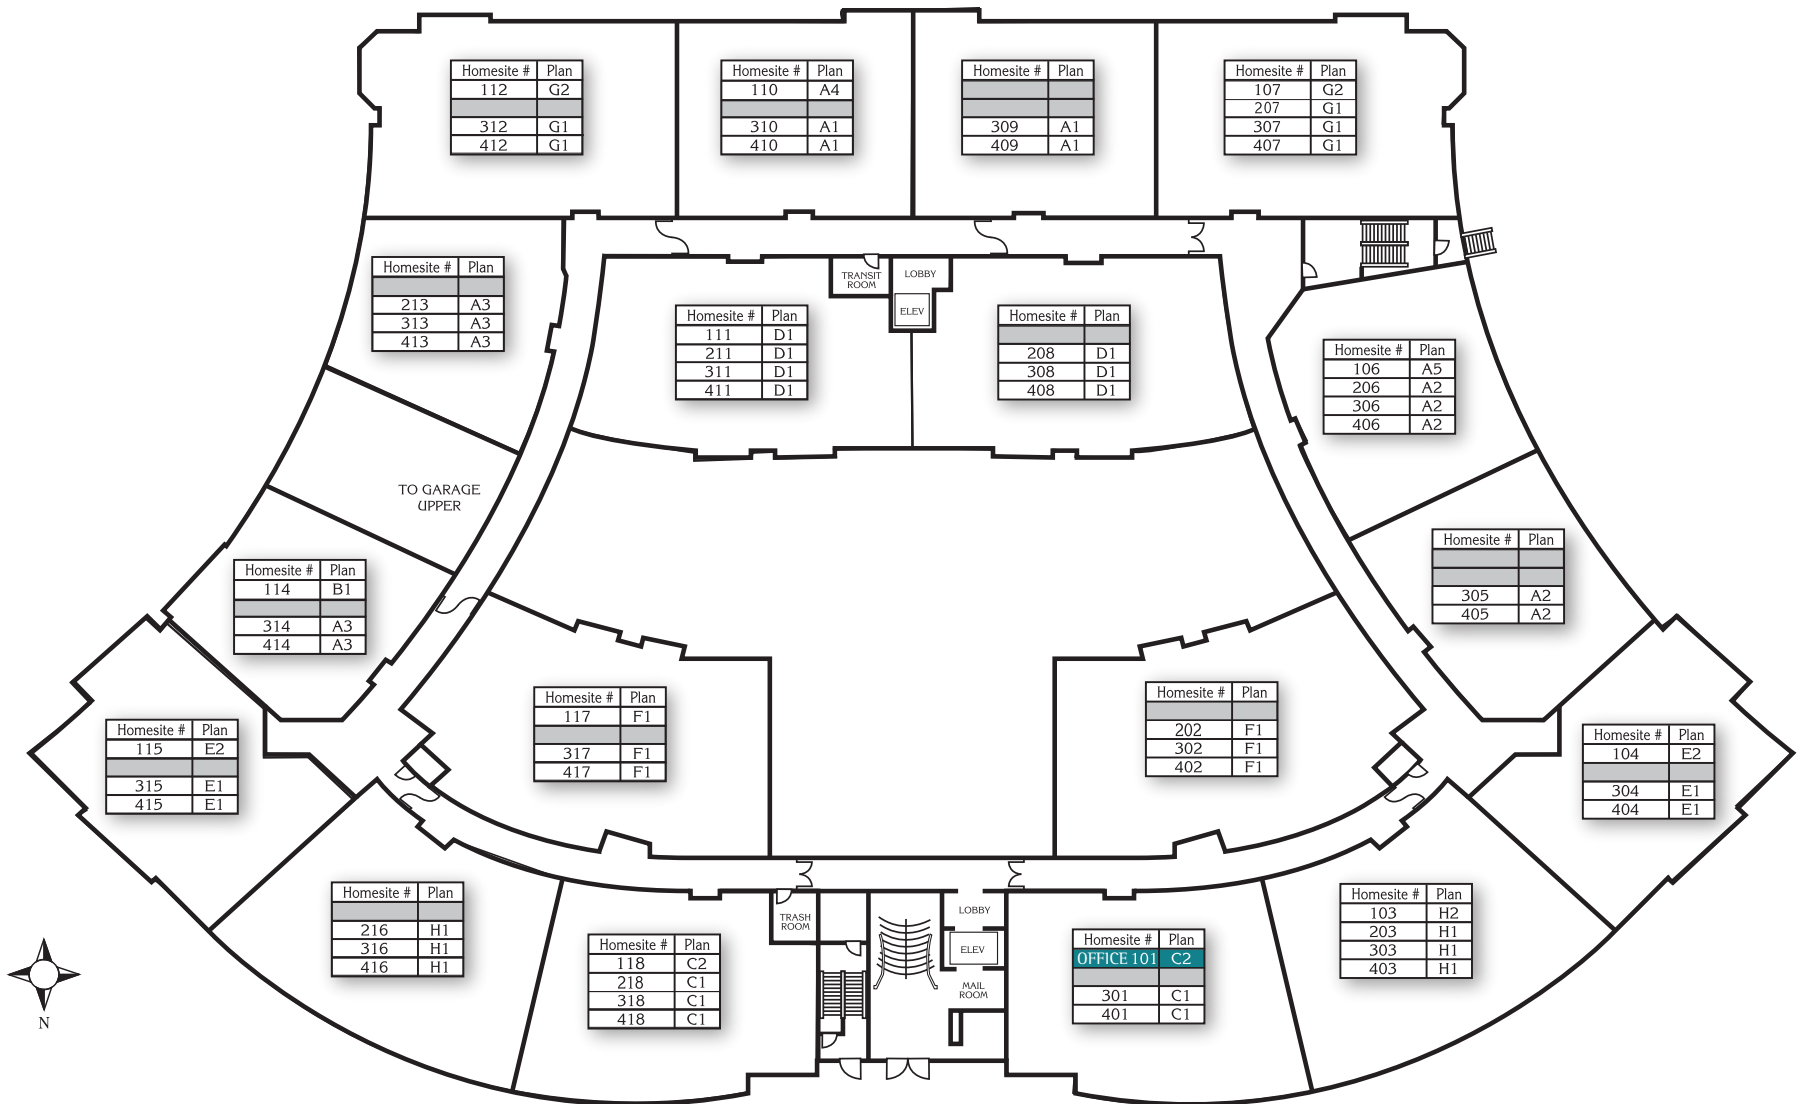 Homesite # Plan
112 G2
312 G1
412 G1
Homesite # Plan
110 A4
310 A1
410 A1
Homesite # Plan
309 A1
409 A1
Homesite # Plan
107 G2
207 G1
307 G1
407 G1
Homesite # Plan
213 A3
313 A3
413 A3
TRANSIT
ROOM
LOBBY
ELEV
Homesite # Plan
111 D1
211 D1
311 D1
411 D1
Homesite # Plan
208 D1
308 D1
408 D1
Homesite # Plan
106 A5
206 A2
306 A2
406 A2
TO GARAGE
UPPER
Homesite # Plan
114 B1
314 A3
414 A3
Homesite # Plan
305 A2
405 A2
Homesite # Plan
115 E2
315 E1
415 E1
Homesite # Plan
117 F1
317 F1
417 F1
Homesite # Plan
202 F1
302 F1
402 F1
Homesite # Plan
104 E2
304 E1
404 E1
Homesite # Plan
216 H1
316 H1
416 H1
Homesite # Plan
118 C2
218 C1
318 C1
418 C1
TRASH
ROOM
LOBBY
ELEV
MAIL
ROOM
Homesite # Plan
OFFICE 101 C2
301 C1
401 C1
Homesite # Plan
103 H2
203 H1
303 H1
403 H1
N